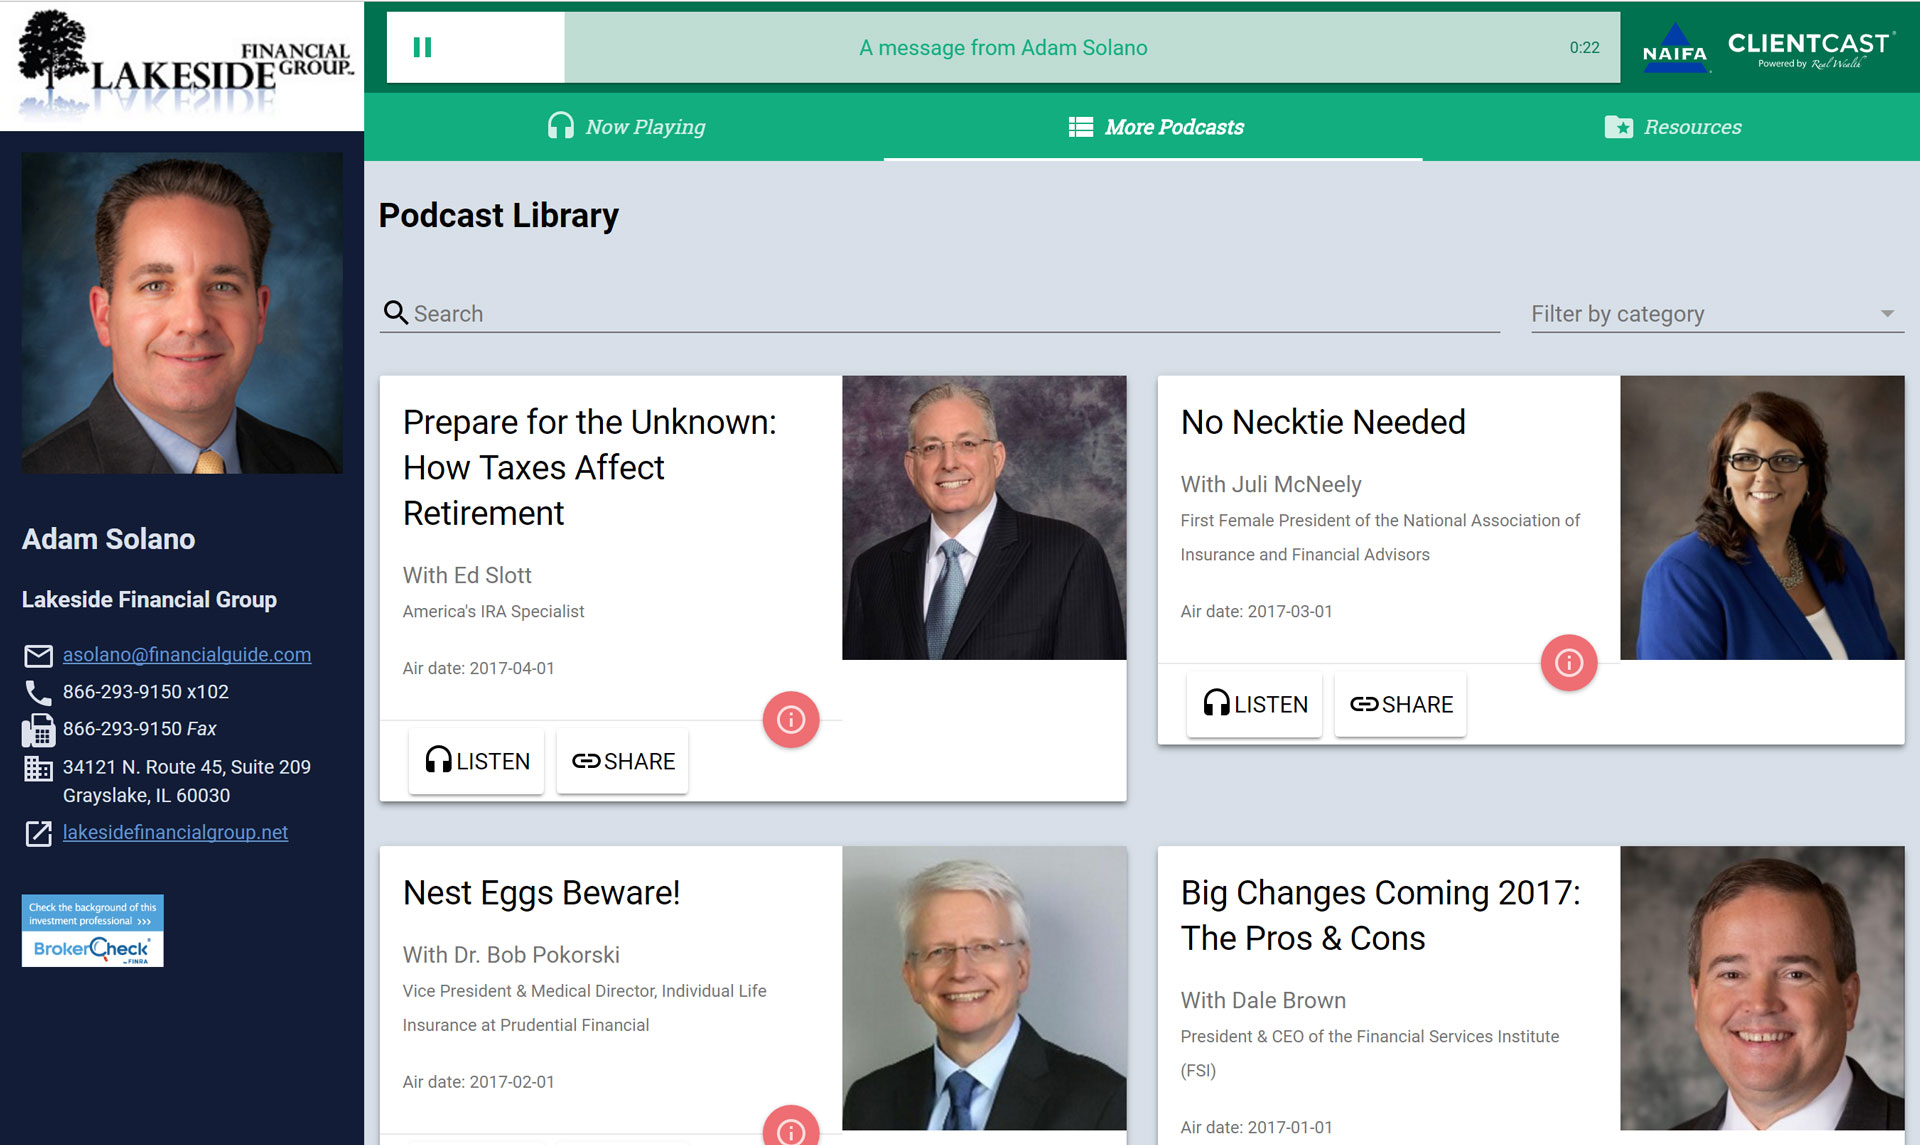 LAKESIDE FINANCIAL GROUP
Adam Solano
Lakeside Financial Group
asolano@financialguide.com
866-293-9150 x102
866-293-9150 Fax
34121 N. Route 45, Suite 209
Grayslake, IL 60030
lakesidefinancialgroup.net
Check the background of this
investment professional >>>
BrokerCheck
by FINRA
A message from Adam Solano
0:22
NAIFA
CLIENTCAST
Powered by Real Wealth
Now Playing
More Podcasts
Resources
Podcast Library
Search
Filter by category
Prepare for the Unknown:
How Taxes Affect
Retirement
With Ed Slott
America's IRA Specialist
Air date: 2017-04-01
LISTEN
SHARE
No Necktie Needed
With Juli McNeely
First Female President of the National Association of
Insurance and Financial Advisors
Air date: 2017-03-01
LISTEN
SHARE
Nest Eggs Beware!
With Dr. Bob Pokorski
Vice President & Medical Director, Individual Life
Insurance at Prudential Financial
Air date: 2017-02-01
Big Changes Coming 2017:
The Pros & Cons
With Dale Brown
President & CEO of the Financial Services Institute
(FSI)
Air date: 2017-01-01